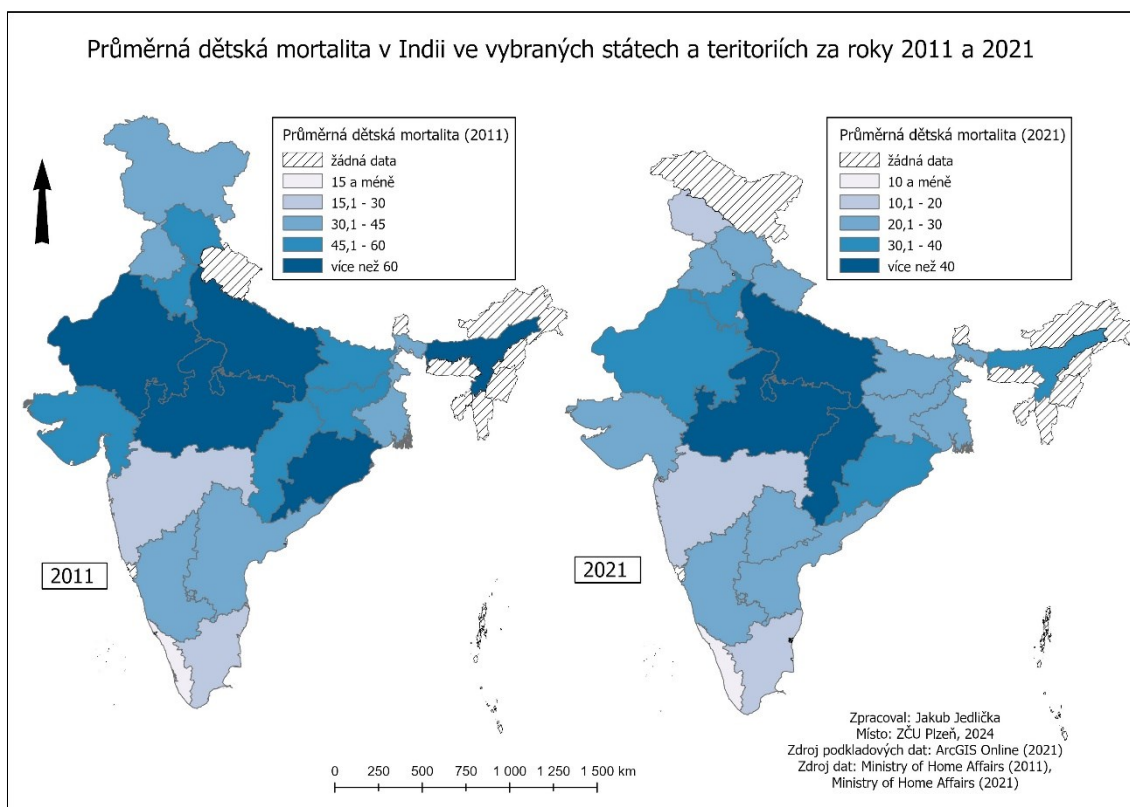 Průměrná dětská mortalita v Indii ve vybraných státech a teritoriích za roky 2011 a 2021
Průměrná dětská mortalita (2011)
žádná data
15 a méně
15,1 - 30
30,1 - 45
45,1 - 60
více než 60
Průměrná dětská mortalita (2021)
žádná data
10 a méně
10,1 - 20
20,1 - 30
30,1 - 40
více než 40
2011
2021
0 250 500 750 1 000 1 250 1 500 km
Zpracoval: Jakub Jedlička
Místo: ZČU Plzeň, 2024
Zdroj podkladových dat: ArcGIS Online (2021)
Zdroj dat: Ministry of Home Affairs (2011),
Ministry of Home Affairs (2021)